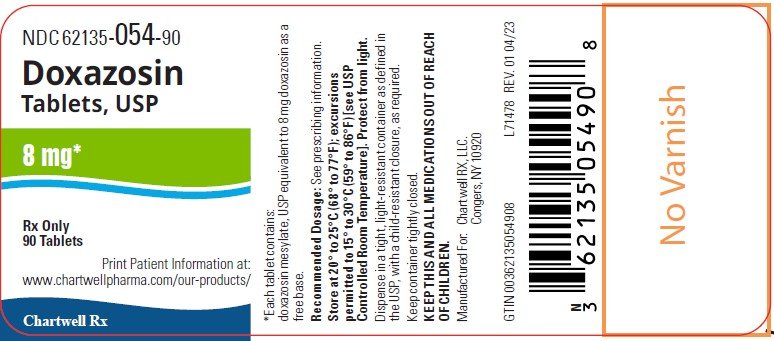 NDC 62135-054-90
Doxazosin
Tablets, USP
8 mg*
Rx Only
90 Tablets
Print Patient Information at:
www.chartwellpharma.com/our-products/
Chartwell Rx
*Each tablet contains:
doxazosin mesylate, USP equivalent to 8 mg doxazosin as a
free base.
Recommended Dosage: See prescribing information.
Store at 20° to 25°C (68° to 77°F); excursions
permitted to 15° to 30°C (59° to 86°F) [see USP
Controlled Room Temperature]. Protect from light.
Dispense in a tight, light-resistant container as defined in
the USP, with a child-resistant closure, as required.
Keep container tightly closed.
KEEP THIS AND ALL MEDICATIONS OUT OF REACH
OF CHILDREN.
Manufactured For: Chartwell RX, LLC.
Congers, NY 10920
GTIN 00362135054908 L71478 REV. 01 04/23
N
3 62135 05490 8
No Varnish